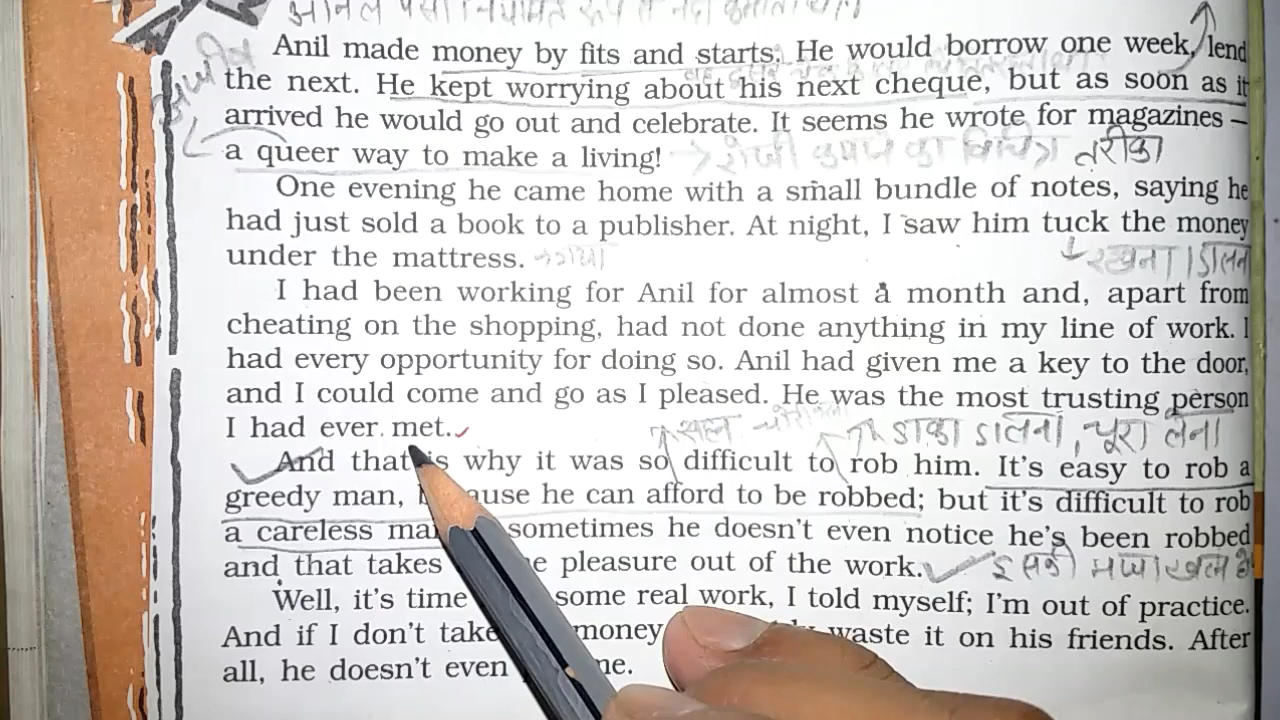 Anil made money by fits and starts. He would borrow one week, lend
the next. He kept worrying about his next cheque, but as soon as it
arrived he would go out and celebrate. It seems he wrote for magazines –
a queer way to make a living! → रोजी कमाने का विचित्र तरीका
One evening he came home with a small bundle of notes, saying he
had just sold a book to a publisher. At night, I saw him tuck the money
under the mattress.
रखना। डालन
I had been working for Anil for almost a month and, apart from
cheating on the shopping, had not done anything in my line of work. I
had every opportunity for doing so. Anil had given me a key to the door,
and I could come and go as I pleased. He was the most trusting person
I had ever met. डाका डालना, चूरा लेना
And that is why it was so difficult to rob him. It's easy to rob a
greedy man, because he can afford to be robbed; but it's difficult to rob
a careless man sometimes he doesn't even notice he's been robbed
and that takes pleasure out of the work. इसकी
Well, it's time some real work, I told myself; I'm out of practice.
And if I don't take money waste it on his friends. After
all, he doesn't even me.